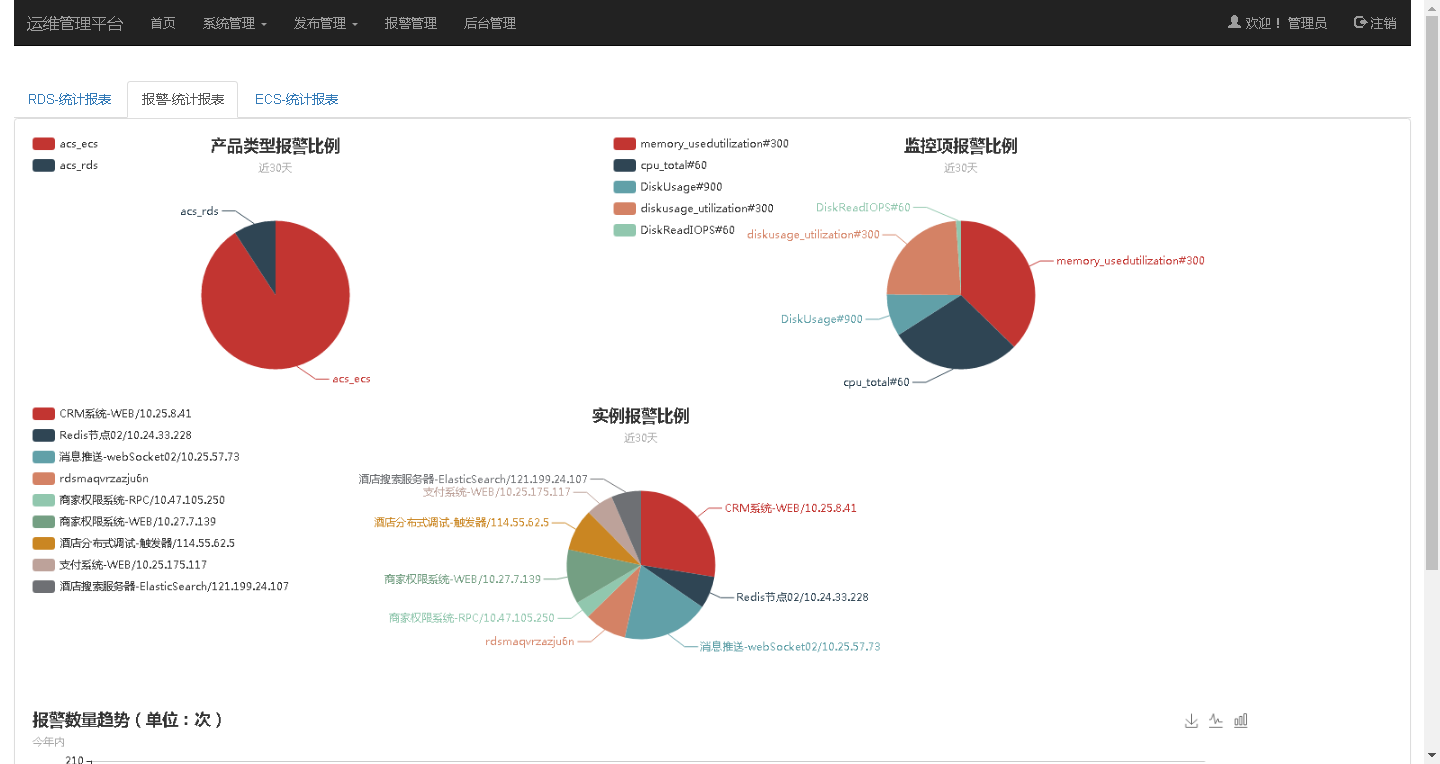 运维管理平台 首页 系统管理 发布管理 报警管理 后台管理 欢迎！ 管理员 注销
RDS-统计报表 报警-统计报表 ECS-统计报表
产品类型报警比例
近30天
acs_ecs
acs_rds
acs_rds
acs_ecs
监控项报警比例
近30天
memory_usedutilization#300
cpu_total#60
DiskUsage#900
diskusage_utilization#300
DiskReadIOPS#60
DiskReadIOPS#60
diskusage_utilization#300
memory_usedutilization#300
DiskUsage#900
cpu_total#60
实例报警比例
近30天
CRM系统-WEB/10.25.8.41
Redis节点02/10.24.33.228
消息推送-webSocket02/10.25.57.73
rdsmaqvrzazju6n
商家权限系统-RPC/10.47.105.250
商家权限系统-WEB/10.27.7.139
酒店分布式调试-触发器/114.55.62.5
支付系统-WEB/10.25.175.117
酒店搜索服务器-ElasticSearch/121.199.24.107
酒店搜索服务器-ElasticSearch/121.199.24.107
支付系统-WEB/10.25.175.117
CRM系统-WEB/10.25.8.41
酒店分布式调试-触发器/114.55.62.5
商家权限系统-WEB/10.27.7.139
Redis节点02/10.24.33.228
商家权限系统-RPC/10.47.105.250
rdsmaqvrzazju6n
消息推送-webSocket02/10.25.57.73
报警数量趋势（单位：次）
今年内
210